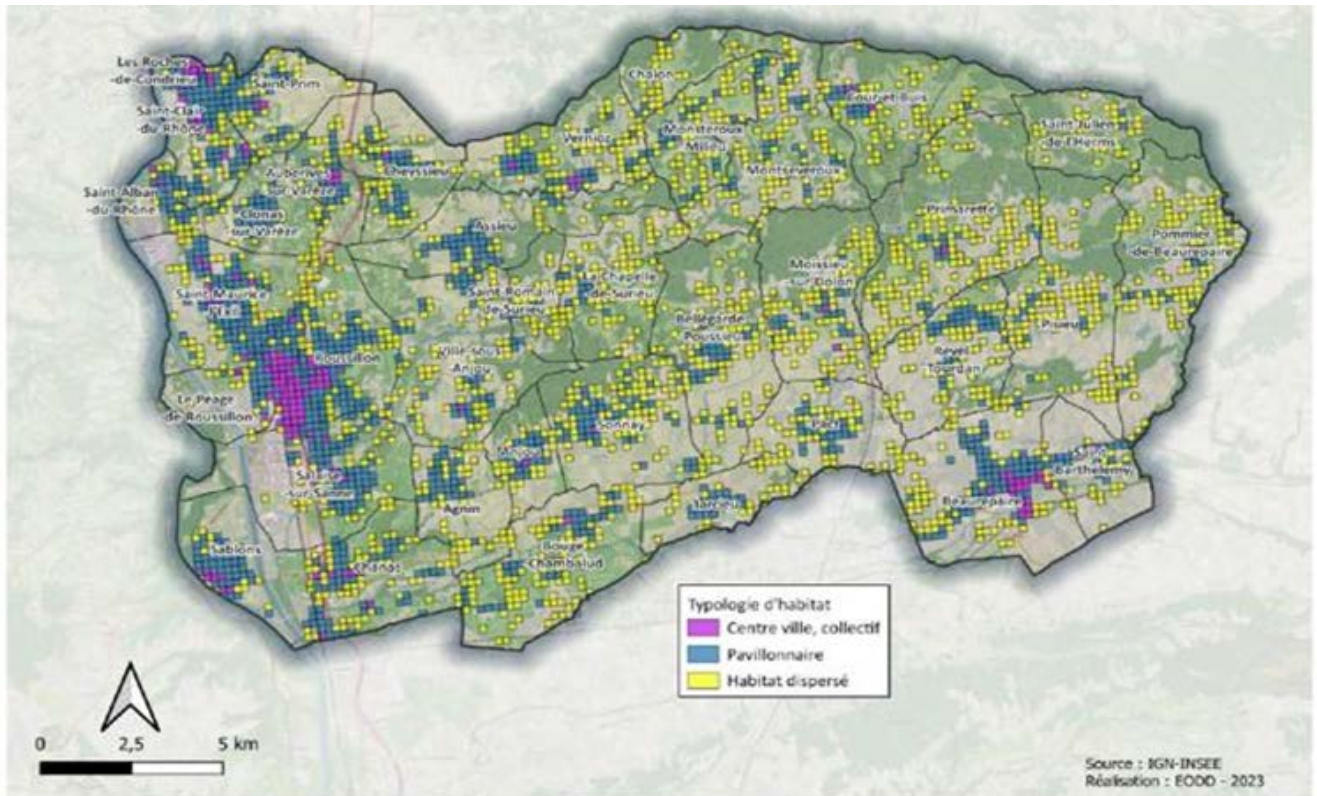 Les Roches
-de-Condrieu
Saint-Prim
Saint-Clair
du Rhône
Chalon
Cour-et-Buis
Vernioz
Monsteroux
Milieu
Saint-Julien
-de-l'Herms
Montseveroux
Auberives
-sur-Varèze
Cheyssieu
Saint-Alban
-du-Rhône
Clonas
-sur-Varèze
Assieu
Primarette
Pommier
-de-Beaurepaire
Moissieu
-sur-Dolon
La Chapelle
-de-Surieu
Saint-Romain
-de-Surieu
Saint-Maurice
Bellegarde
Poussieu
Pisieu
Roussillon
Ville-sous-
Anjou
Revel
-Tourdan
Le Péage
de Roussillon
Sonnay
Pact
Saint
Barthélemy
Salaise
-sur-Sanne
Agnin
Beaurepaire
Jarcieu
Sablons
Chanas
Bougé
Chambalud
Typologie d'habitat
Centre ville, collectif
Pavillonnaire
Habitat dispersé
0 2,5 5 km
Source : IGN-INSEE
Réalisation : EODD - 2023